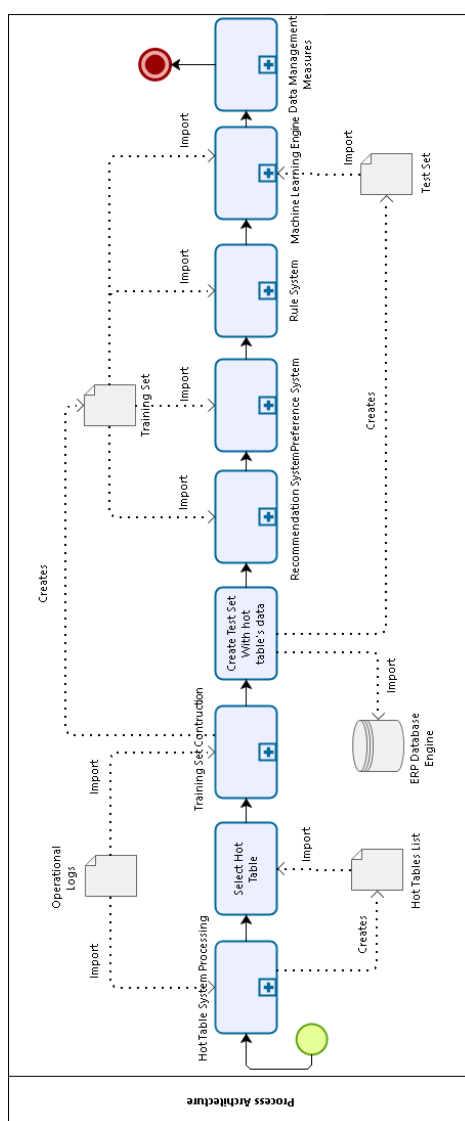 Process Architecture
Hot Table System Processing
Select Hot
Table
Training Set Contruction
Create Test Set
With hot
table's data
Recommendation System
Preference System
Rule System
Machine Learning Engine
Data Management
Measures
Operational
Logs
Import
Import
Creates
Training Set
Import
Import
Import
Import
Creates
Hot Tables List
Import
Import
ERP Database
Engine
Creates
Test Set
Import